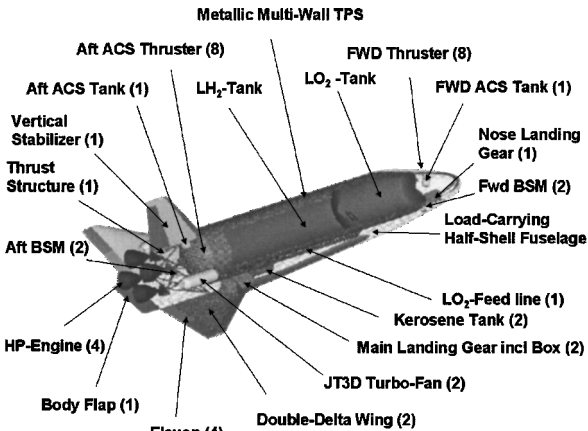 Metallic Multi-Wall TPS
Aft ACS Thruster (8)
FWD Thruster (8)
LO2 -Tank
Aft ACS Tank (1)
LH2-Tank
FWD ACS Tank (1)
Vertical
Stabilizer (1)
Nose Landing
Gear (1)
Thrust
Structure (1)
Fwd BSM (2)
Load-Carrying
Half-Shell Fuselage
Aft BSM (2)
LO2-Feed line (1)
Kerosene Tank (2)
HP-Engine (4)
Main Landing Gear incl Box (2)
JT3D Turbo-Fan (2)
Body Flap (1)
Double-Delta Wing (2)